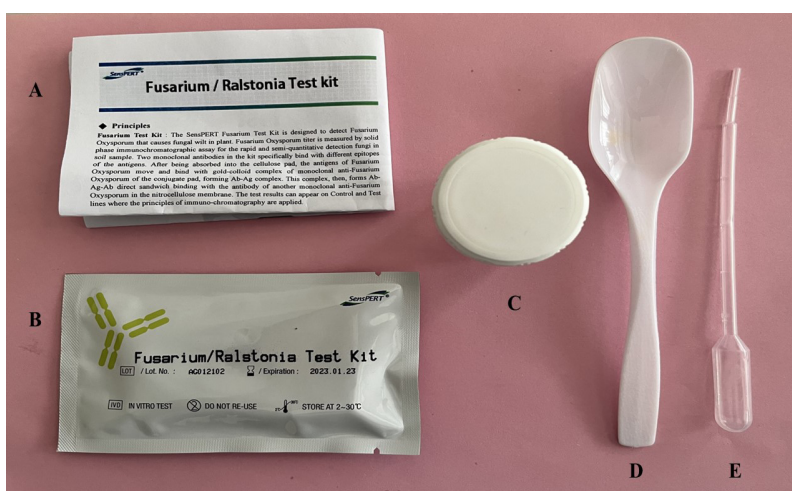 A
SensPERT
Fusarium / Ralstonia Test kit
◆ Principles
Fusarium Test Kit : The SensPERT Fusarium Test Kit is designed to detect Fusarium
Oxysporum that causes fungal wilt in plant. Fusarium Oxysporum titer is measured by solid
phase immunochromatographic assay for the rapid and semi-quantitative detection fungi in
soil sample. Two monoclonal antibodies in the kit specifically bind with different epitopes
of the antigens. After being absorbed into the cellulose pad, the antigens of Fusarium
Oxysporum move and bind with gold-colloid complex of monoclonal anti-Fusarium
Oxysporum of the conjugate pad, forming Ab-Ag complex. This complex, then, forms Ab-
Ag-Ab direct sandwich binding with the antibody of another monoclonal anti-Fusarium
Oxysporum in the nitrocellulose membrane. The test results can appear on Control and Test
lines where the principles of immuno-chromatography are applied.
B
SensPERT
Fusarium/Ralstonia Test Kit
LOT / Lot. No. : AG012102 / Expiration : 2023.01.23
IVD IN VITRO TEST DO NOT RE-USE STORE AT 2~30℃
C
D
E